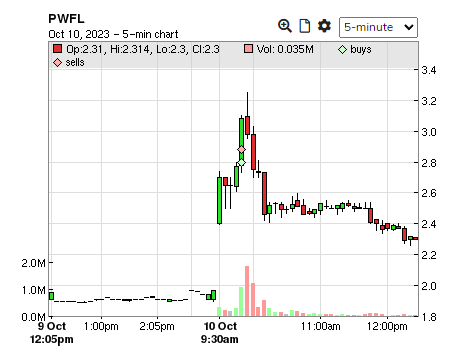 PWFL
Oct 10, 2023 - 5-min chart
5-minute
Op:2.31, Hi:2.314, Lo:2.3, Cl:2.3 Vol: 0.035M buys
sells
3.4
3.2
3.0
2.8
2.6
2.4
2.2
2.0M 2.0
1.0M
0.0M 1.8
9 Oct 1:00pm 2:05pm 10 Oct 11:00am 12:00pm
12:05pm 9:30am